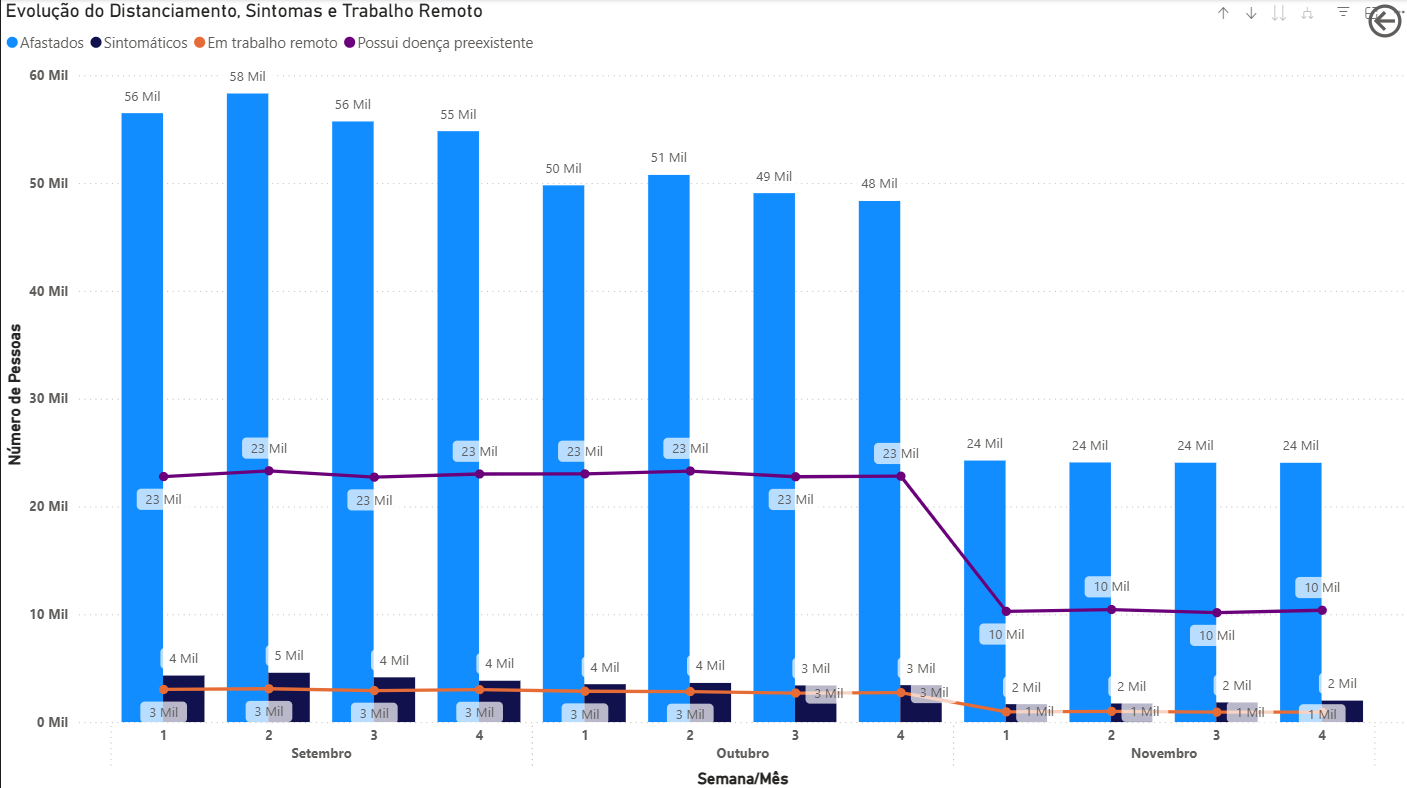 Evolução do Distanciamento, Sintomas e Trabalho Remoto
Afastados Sintomáticos Em trabalho remoto Possui doença preexistente
60 Mil
50 Mil
40 Mil
30 Mil
20 Mil
10 Mil
0 Mil
Número de Pessoas
56 Mil 58 Mil 56 Mil 55 Mil 50 Mil 51 Mil 49 Mil 48 Mil 24 Mil 24 Mil 24 Mil 24 Mil
23 Mil 23 Mil 23 Mil 23 Mil 23 Mil 23 Mil 23 Mil 23 Mil 10 Mil 10 Mil 10 Mil 10 Mil
4 Mil 5 Mil 4 Mil 4 Mil 4 Mil 4 Mil 3 Mil 3 Mil 2 Mil 2 Mil 2 Mil 2 Mil
3 Mil 3 Mil 3 Mil 3 Mil 3 Mil 3 Mil 3 Mil 3 Mil 1 Mil 1 Mil 1 Mil 1 Mil
1 2 3 4 1 2 3 4 1 2 3 4
Setembro Outubro Novembro
Semana/Mês